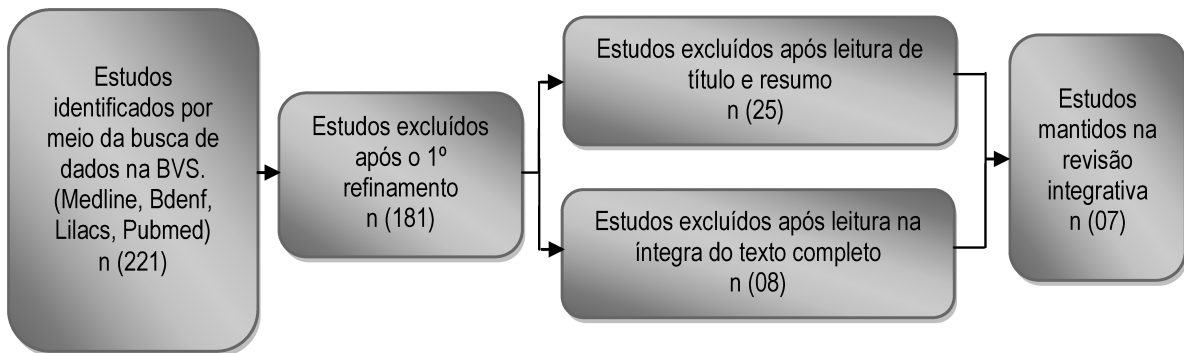 Estudos
identificados por
meio da busca de
dados na BVS.
(Medline, Bdenf,
Lilacs, Pubmed)
n (221)
Estudos excluídos
após o 1º
refinamento
n (181)
Estudos excluídos após leitura de
título e resumo
n (25)
Estudos excluídos após leitura na
íntegra do texto completo
n (08)
Estudos
mantidos na
revisão
integrativa
n (07)